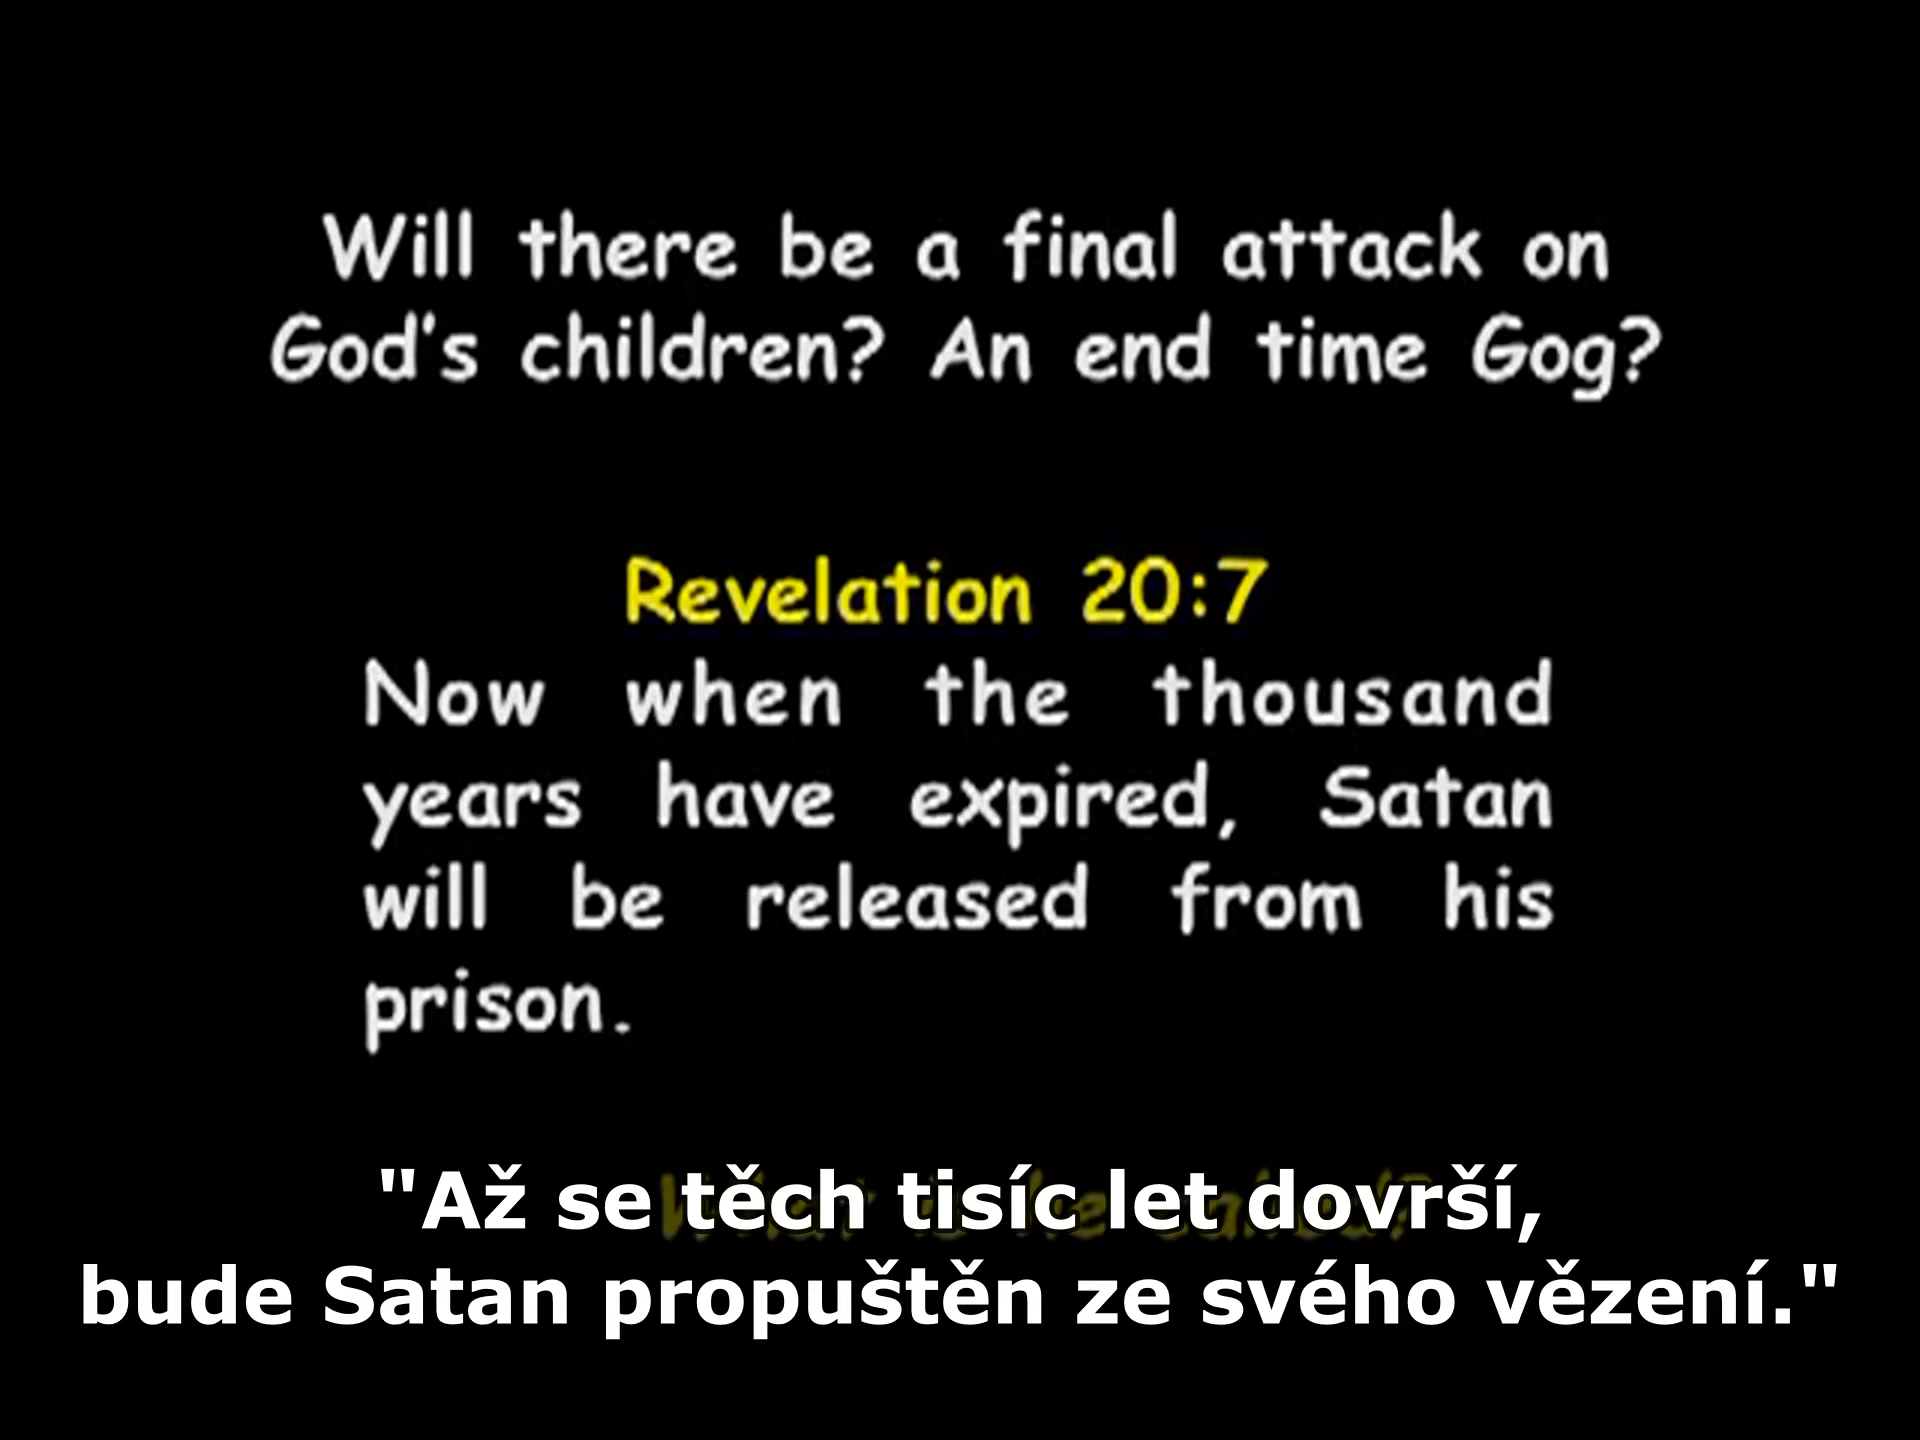 Will there be a final attack on
God's children? An end time Gog?
Revelation 20:7
Now when the thousand
years have expired, Satan
will be released from his
prison.
"Až se těch tisíc let dovrší,
bude Satan propuštěn ze svého vězení."